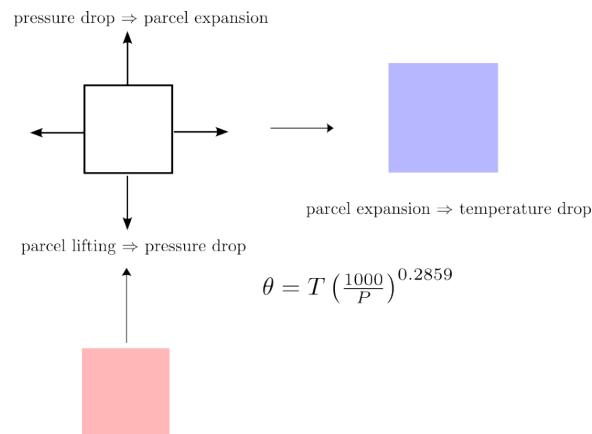 pressure drop ⇒ parcel expansion
parcel expansion ⇒ temperature drop
parcel lifting ⇒ pressure drop
θ = T (1000/P)^0.2859